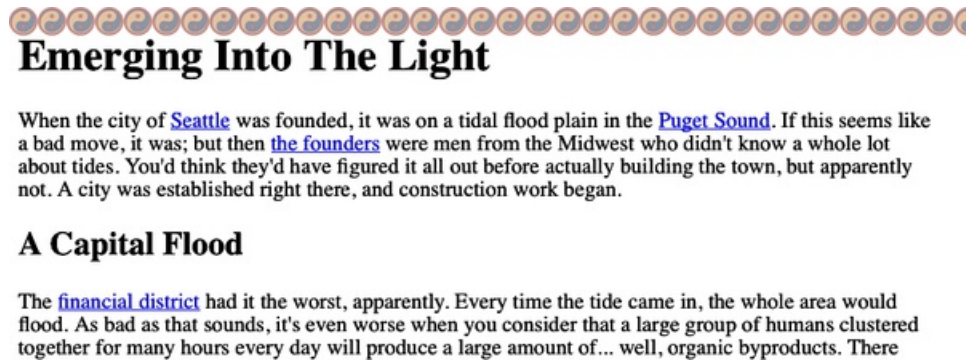 Emerging Into The Light
When the city of Seattle was founded, it was on a tidal flood plain in the Puget Sound. If this seems like
a bad move, it was; but then the founders were men from the Midwest who didn't know a whole lot
about tides. You'd think they'd have figured it all out before actually building the town, but apparently
not. A city was established right there, and construction work began.
A Capital Flood
The financial district had it the worst, apparently. Every time the tide came in, the whole area would
flood. As bad as that sounds, it's even worse when you consider that a large group of humans clustered
together for many hours every day will produce a large amount of... well, organic byproducts. There